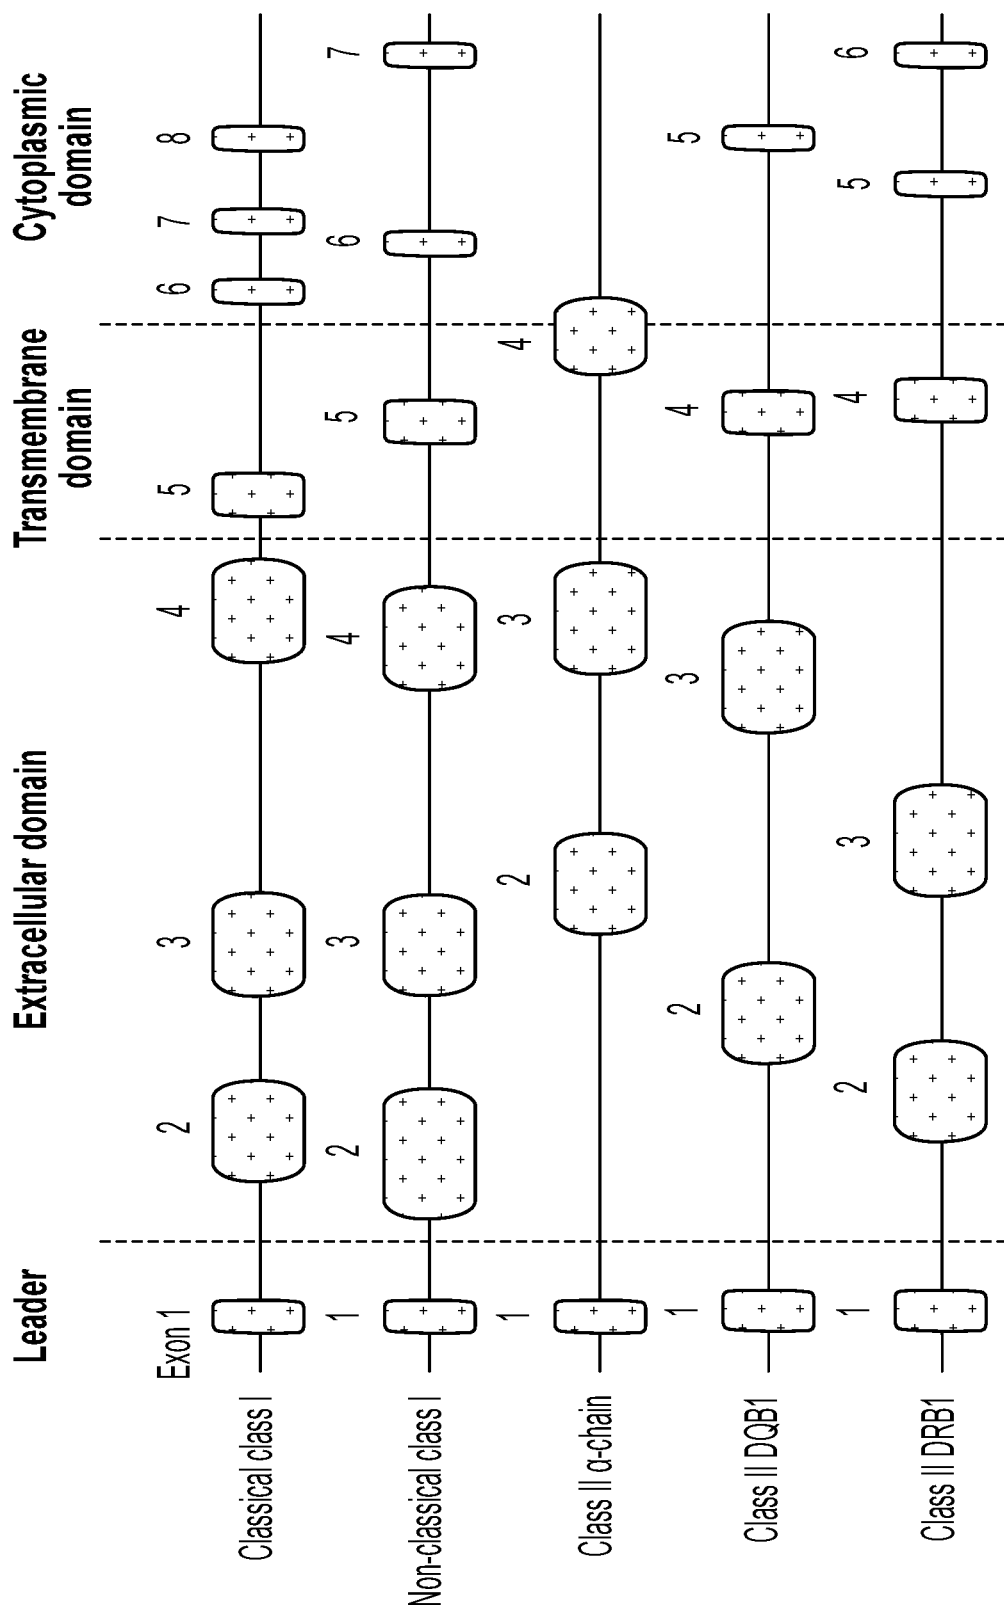 Leader
Extracellular domain
Transmembrane
domain
Cytoplasmic
domain
Classical class I
Exon 1
2
3
4
5
6
7
8
Non-classical class I
1
2
3
4
5
6
7
Class II α-chain
1
2
3
4
Class II DQB1
1
2
3
4
5
Class II DRB1
1
2
3
4
5
6